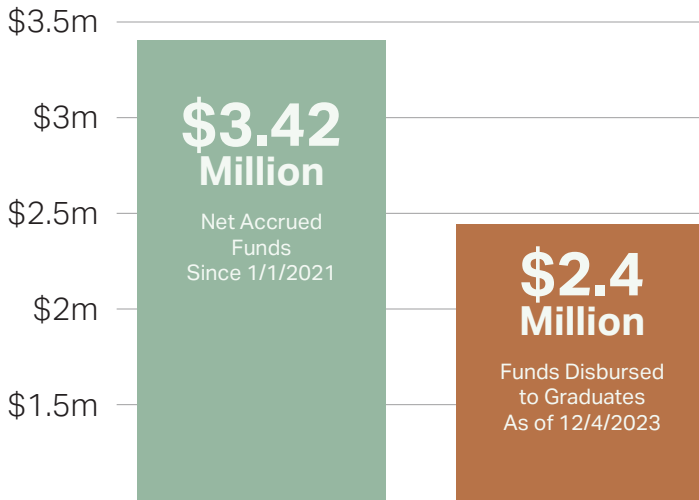 $3.5m
$3m
$2.5m
$2m
$1.5m
$3.42
Million
Net Accrued
Funds
Since 1/1/2021
$2.4
Million
Funds Disbursed
to Graduates
As of 12/4/2023